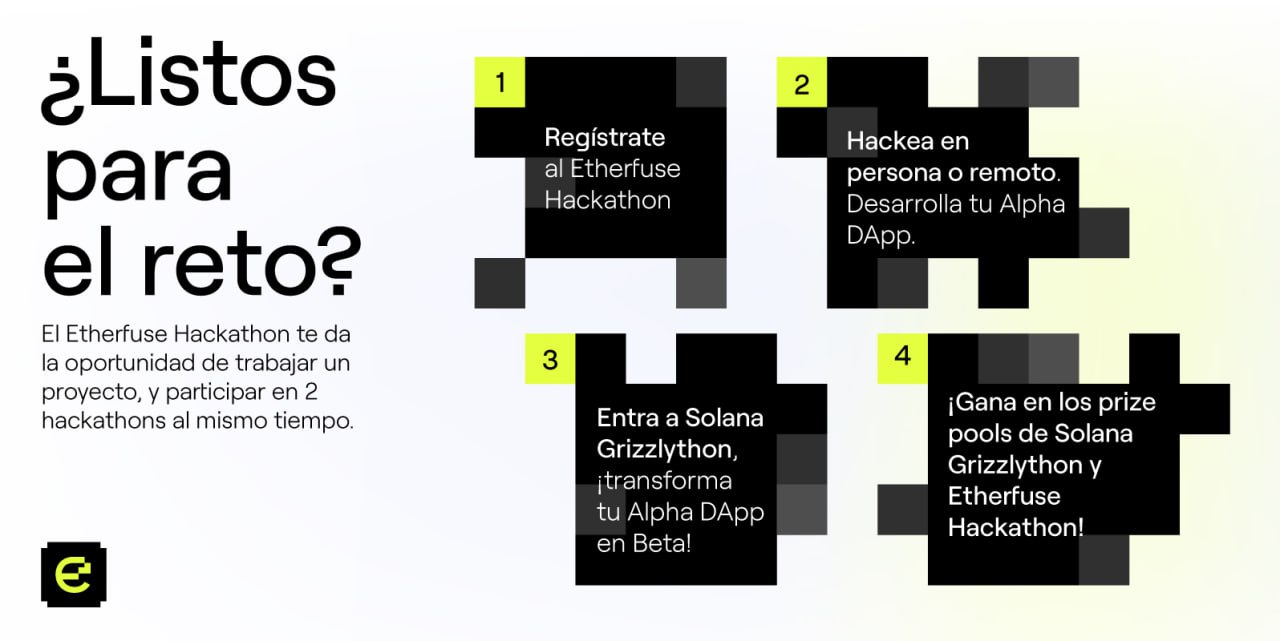 ¿Listos
para
el reto?
El Etherfuse Hackathon te da
la oportunidad de trabajar un
proyecto, y participar en 2
hackathons al mismo tiempo.
1
Regístrate
al Etherfuse
Hackathon
2
Hackea en
persona o remoto.
Desarrolla tu Alpha
DApp.
3
Entra a Solana
Grizzlython,
¡transforma
tu Alpha DApp
en Beta!
4
¡Gana en los prize
pools de Solana
Grizzlython y
Etherfuse
Hackathon!